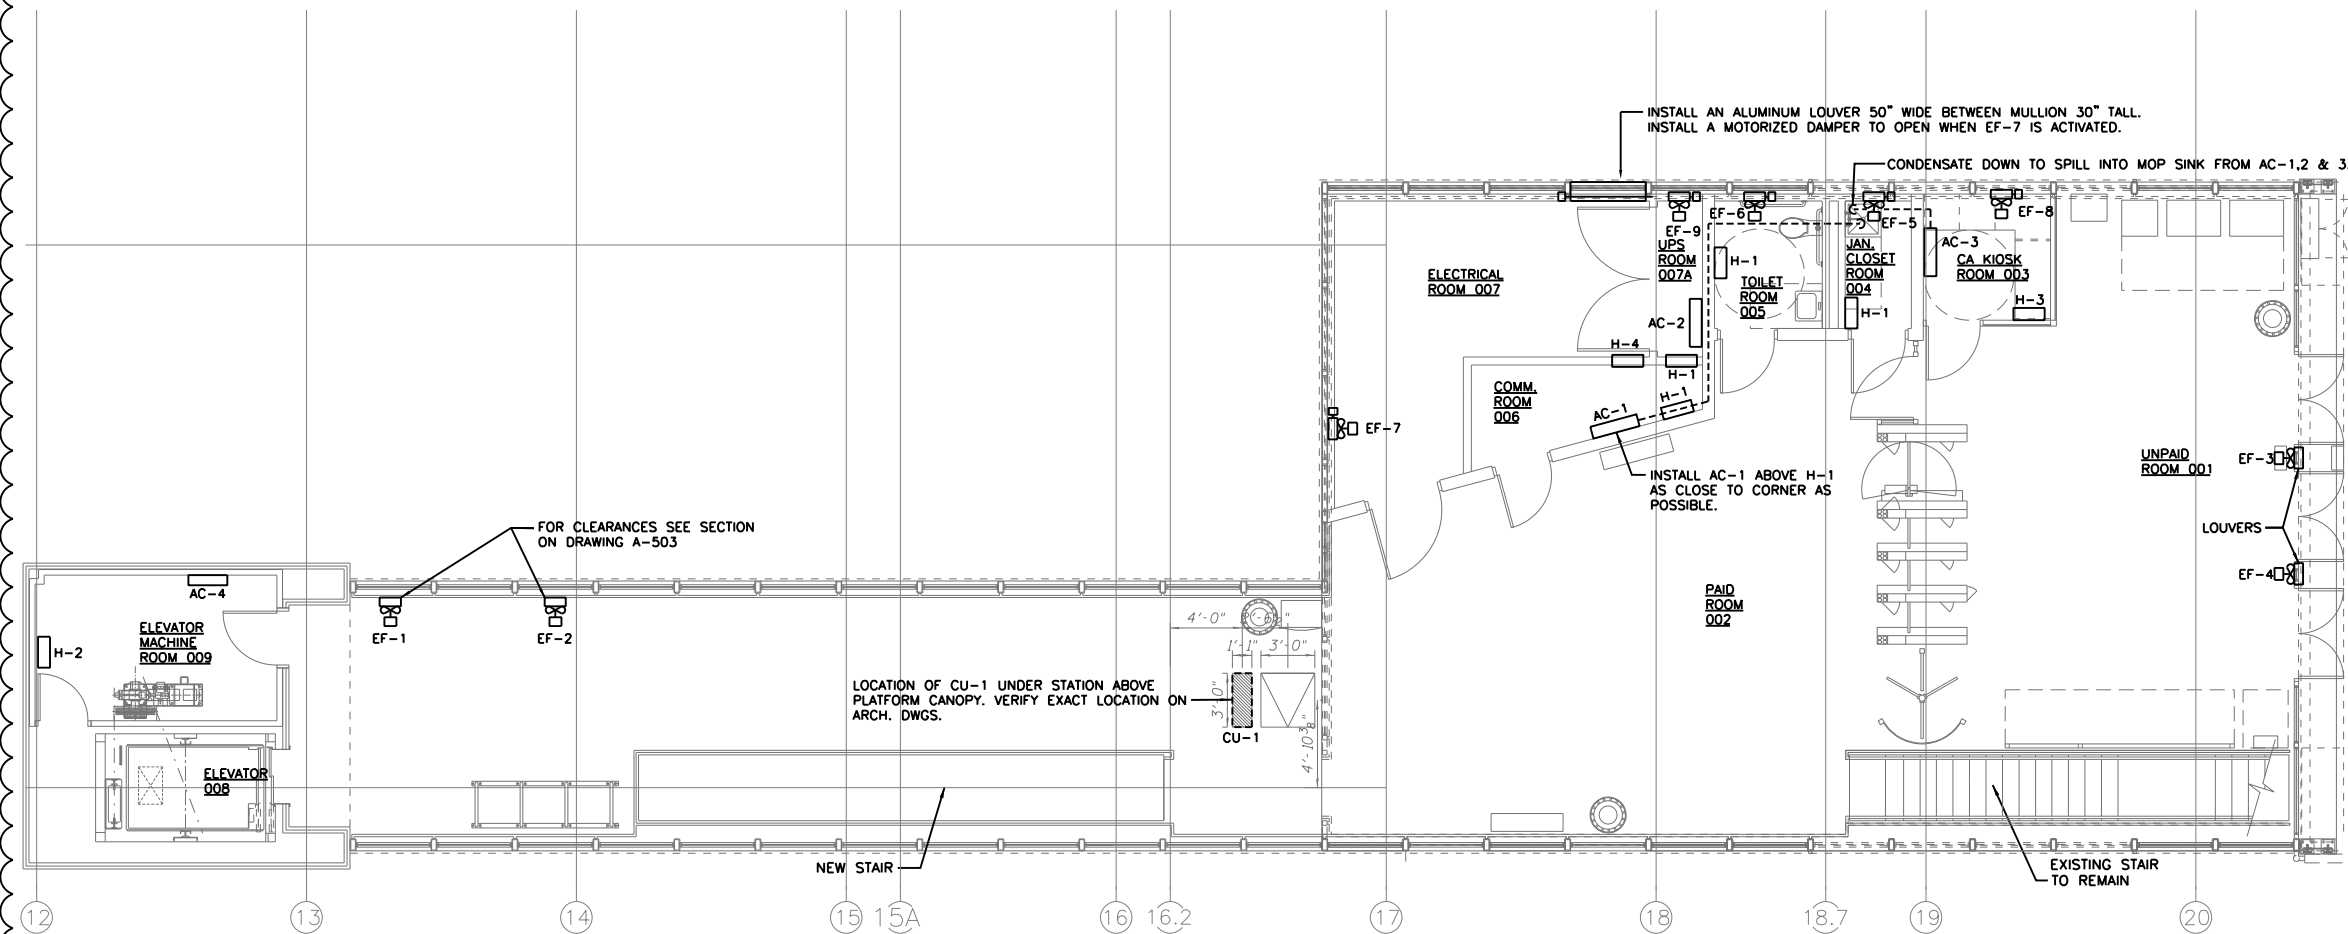 INSTALL AN ALUMINUM LOUVER 50" WIDE BETWEEN MULLION 30" TALL.
INSTALL A MOTORIZED DAMPER TO OPEN WHEN EF-7 IS ACTIVATED.
CONDENSATE DOWN TO SPILL INTO MOP SINK FROM AC-1,2 & 3.
EF-9
EF-6
EF-5
EF-8
UPS
ROOM
007A
H-1
TOILET
ROOM
005
JAN.
CLOSET
ROOM
004
H-1
AC-3
CA KIOSK
ROOM 003
H-3
ELECTRICAL
ROOM 007
AC-2
H-4
H-1
COMM.
ROOM
006
AC-1
H-1
EF-7
INSTALL AC-1 ABOVE H-1
AS CLOSE TO CORNER AS
POSSIBLE.
UNPAID
ROOM 001
EF-3
LOUVERS
EF-4
PAID
ROOM
002
FOR CLEARANCES SEE SECTION
ON DRAWING A-503
AC-4
H-2
ELEVATOR
MACHINE
ROOM 009
EF-1
EF-2
4'-0"
1'-1"
3'-0"
3'-0"
LOCATION OF CU-1 UNDER STATION ABOVE
PLATFORM CANOPY. VERIFY EXACT LOCATION ON
ARCH. DWGS.
CU-1
ELEVATOR
008
NEW STAIR
EXISTING STAIR
TO REMAIN
12
13
14
15
15A
16
16.2
17
18
18.7
19
20